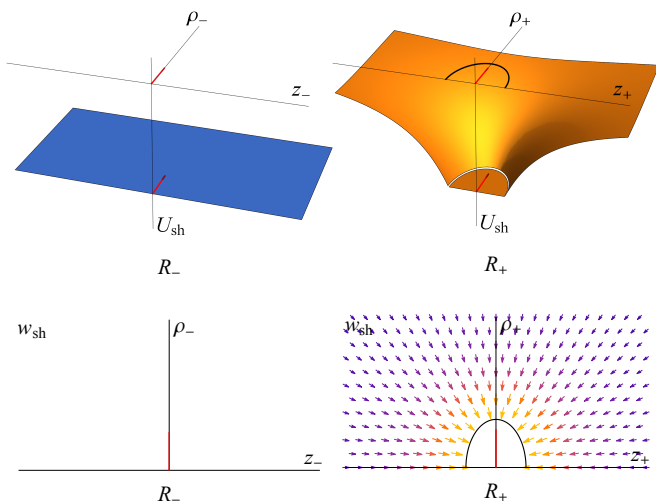 ρ₋ ρ₊
z₋ z₊
U_sh U_sh
R₋ R₊
w_sh ρ₋ w_sh ρ₊
z₋ z₊
R₋ R₊